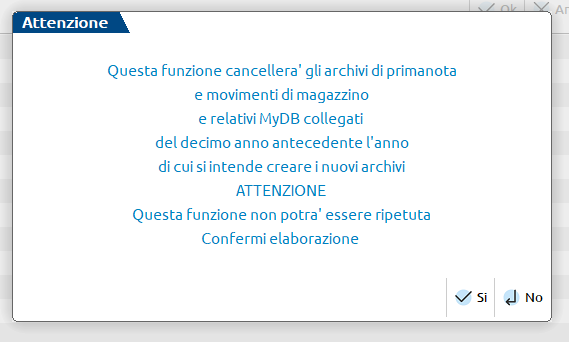 Ok
Attenzione
Questa funzione cancellera' gli archivi di primanota
e movimenti di magazzino
e relativi MyDB collegati
del decimo anno antecedente l'anno
di cui si intende creare i nuovi archivi
ATTENZIONE
Questa funzione non potra' essere ripetuta
Confermi elaborazione
Si
No